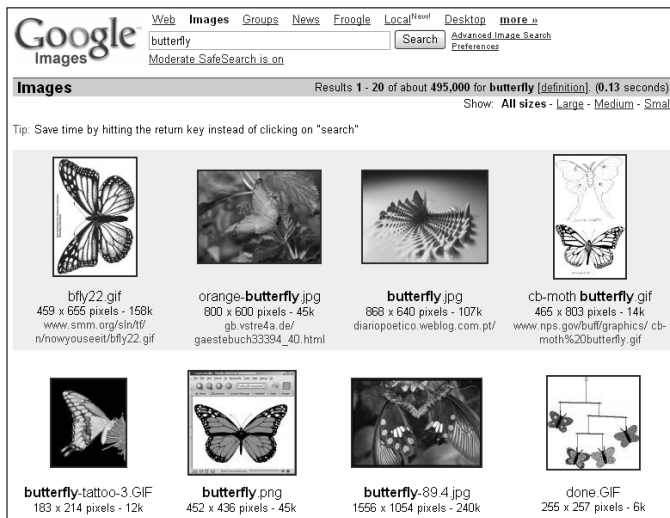 Google
Images
Web Images Groups News Froogle Local New! Desktop more »
butterfly
Search
Advanced Image Search
Preferences
Moderate SafeSearch is on
Images
Results 1 - 20 of about 495,000 for butterfly [definition]. (0.13 seconds)
Show: All sizes - Large - Medium - Smal
Tip: Save time by hitting the return key instead of clicking on "search"
bfly22.gif
459 x 655 pixels - 158k
www.smm.org/sln/tf/
n/nowyouseeit/bfly22.gif
orange-butterfly.jpg
800 x 600 pixels - 45k
gb.vstre4a.de/
gaestebuch33394_40.html
butterfly.jpg
868 x 640 pixels - 107k
diariopoetico.weblog.com.pt/
cb-moth butterfly.gif
465 x 803 pixels - 14k
www.nps.gov/buff/graphics/ cb-
moth%20butterfly.gif
butterfly-tattoo-3.GIF
183 x 214 pixels - 12k
butterfly.png
452 x 436 pixels - 45k
butterfly-89.4.jpg
1556 x 1054 pixels - 240k
done.GIF
255 x 257 pixels - 6k